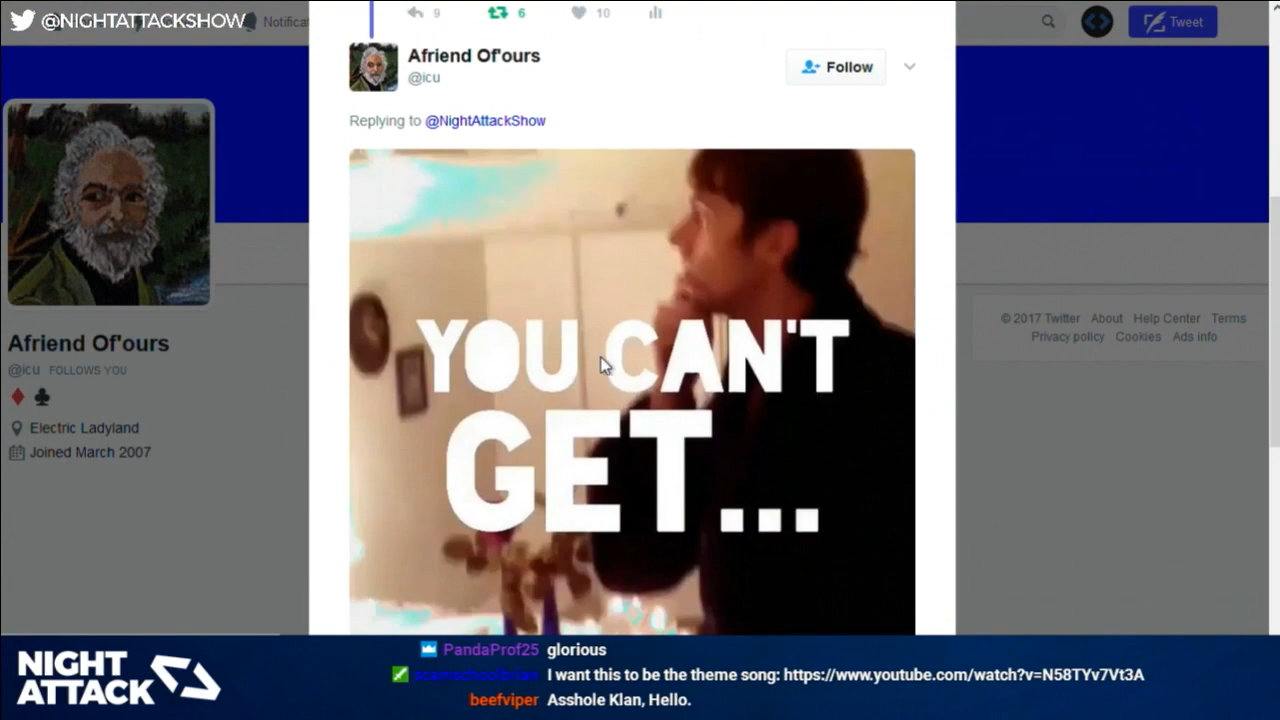 @NIGHTATTACKSHOW
Notificat
Tweet
9
6
10
Afriend Of'ours
@icu
Follow
Replying to @NightAttackShow
YOU CAN'T
GET...
Afriend Of'ours
@icu FOLLOWS YOU
Electric Ladyland
Joined March 2007
© 2017 Twitter About Help Center Terms
Privacy policy Cookies Ads info
NIGHT
ATTACK
PandaProf25 glorious
scamschoolbrian I want this to be the theme song: https://www.youtube.com/watch?v=N58TYv7Vt3A
beefviper Asshole Klan, Hello.